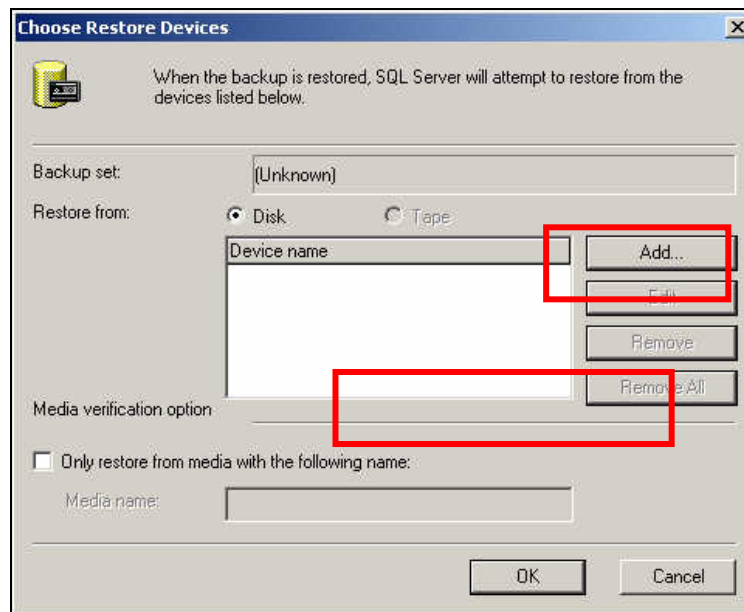 Choose Restore Devices
When the backup is restored, SQL Server will attempt to restore from the
devices listed below.
Backup set:
(Unknown)
Restore from:
Disk
Tape
Device name
Add...
Edit
Remove
Remove All
Media verification option
Only restore from media with the following name:
Media name:
OK
Cancel